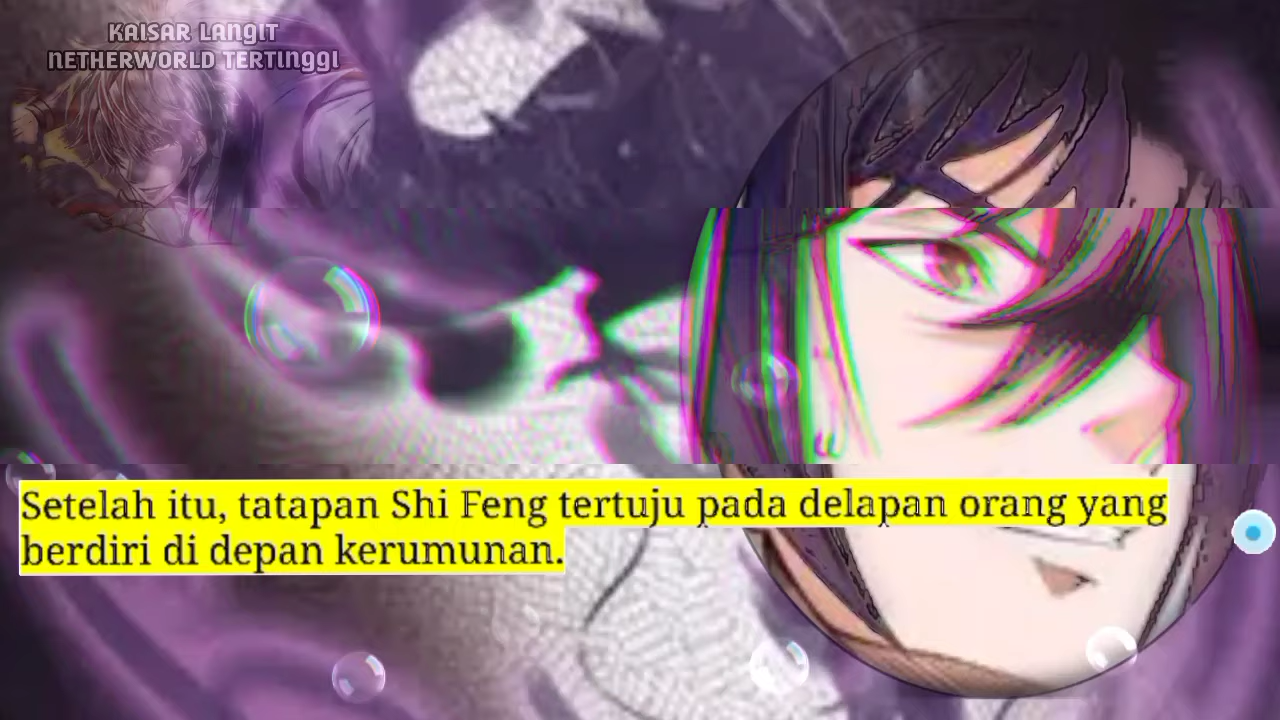 KAISAR LANGIT
NETHERWORLD TERTINGGI
Setelah itu, tatapan Shi Feng tertuju pada delapan orang yang
berdiri di depan kerumunan.